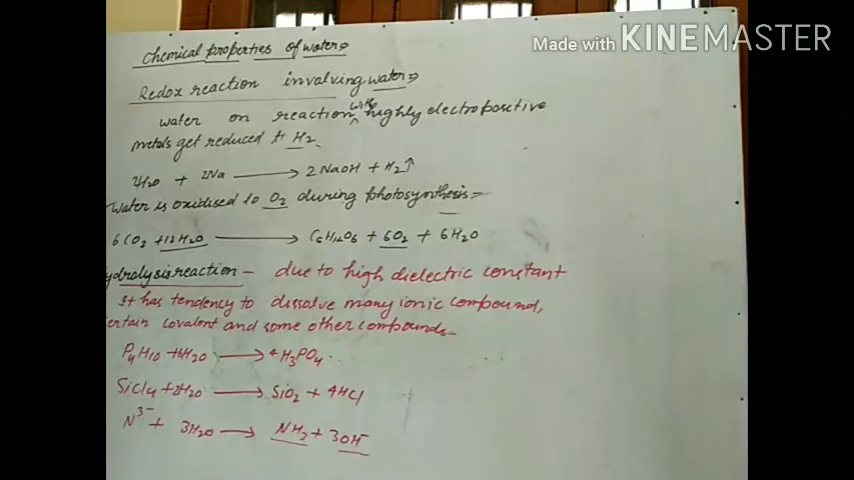 Made with KINEMASTER
Chemical properties of water→
Redox reaction involving water→
water on reaction with highly electropositive
metals get reduced to H2.
2H2O + 2Na → 2NaOH + H2↑
Water is oxidised to O2 during photosynthesis→
6CO2 + 12H2O → C6H12O6 + 6O2 + 6H2O
hydrolysis reaction – due to high dielectric constant
It has tendency to dissolve many ionic compound,
certain covalent and some other compounds–
P4H10 + 6H2O → 4H3PO4.
SiCl4 + 2H2O → SiO2 + 4HCl
N3- + 3H2O → NH3 + 3OH-